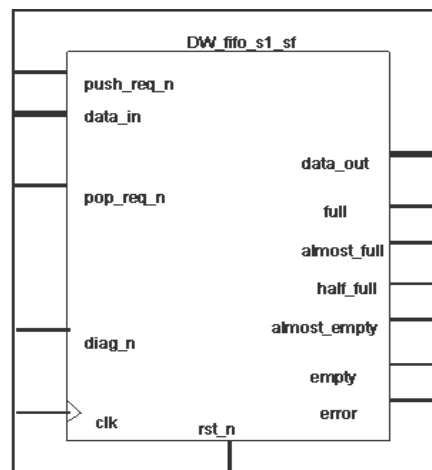 DW_fifo_s1_sf
push_req_n
data_in
data_out
pop_req_n
full
almost_full
half_full
almost_empty
diag_n
empty
error
clk
rst_n